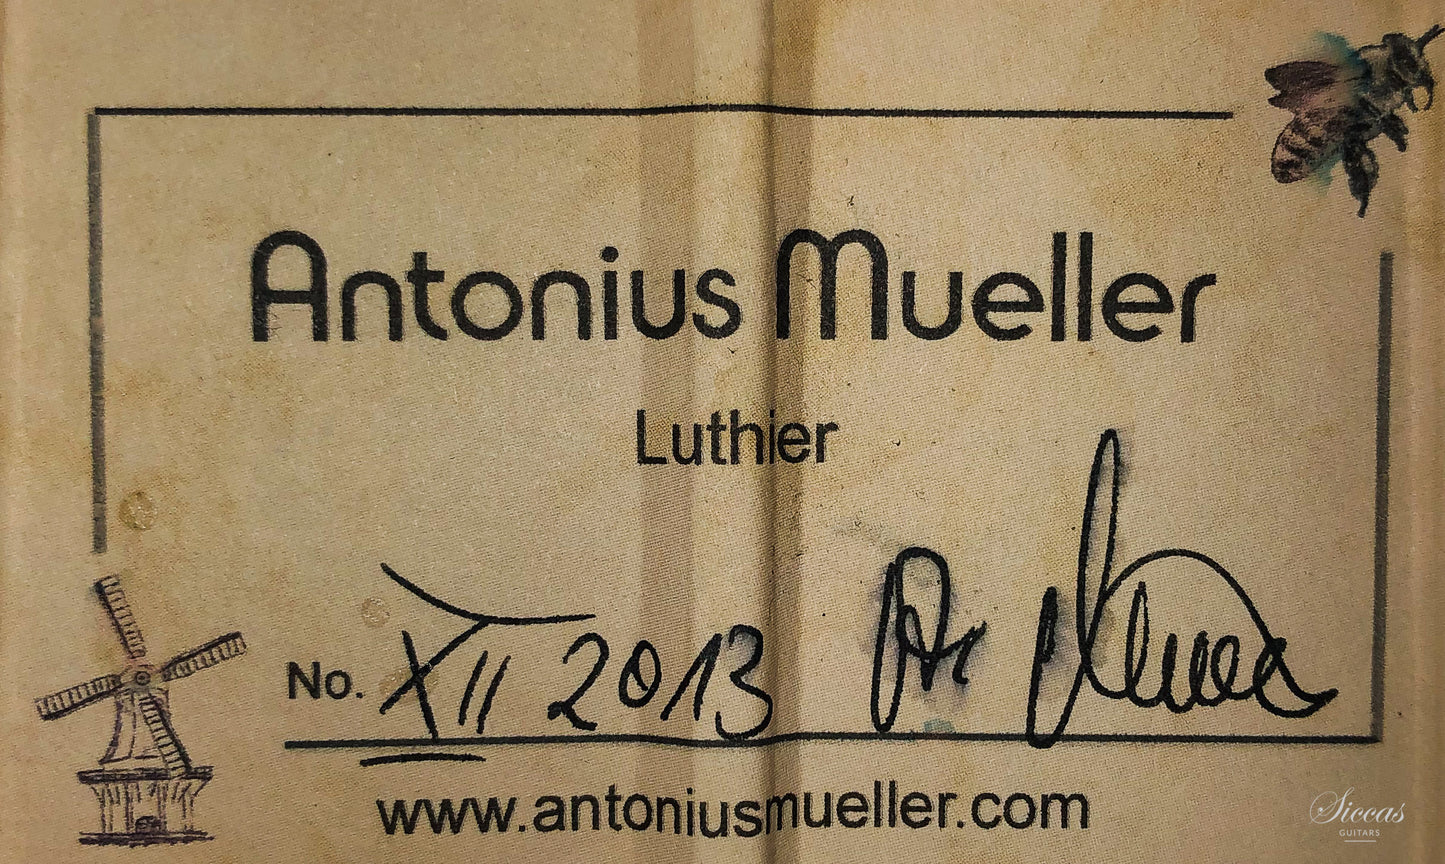 Antonius Mueller
Luthier
No. XII 2013
www.antoniusmueller.com
Siccas
GUITARS